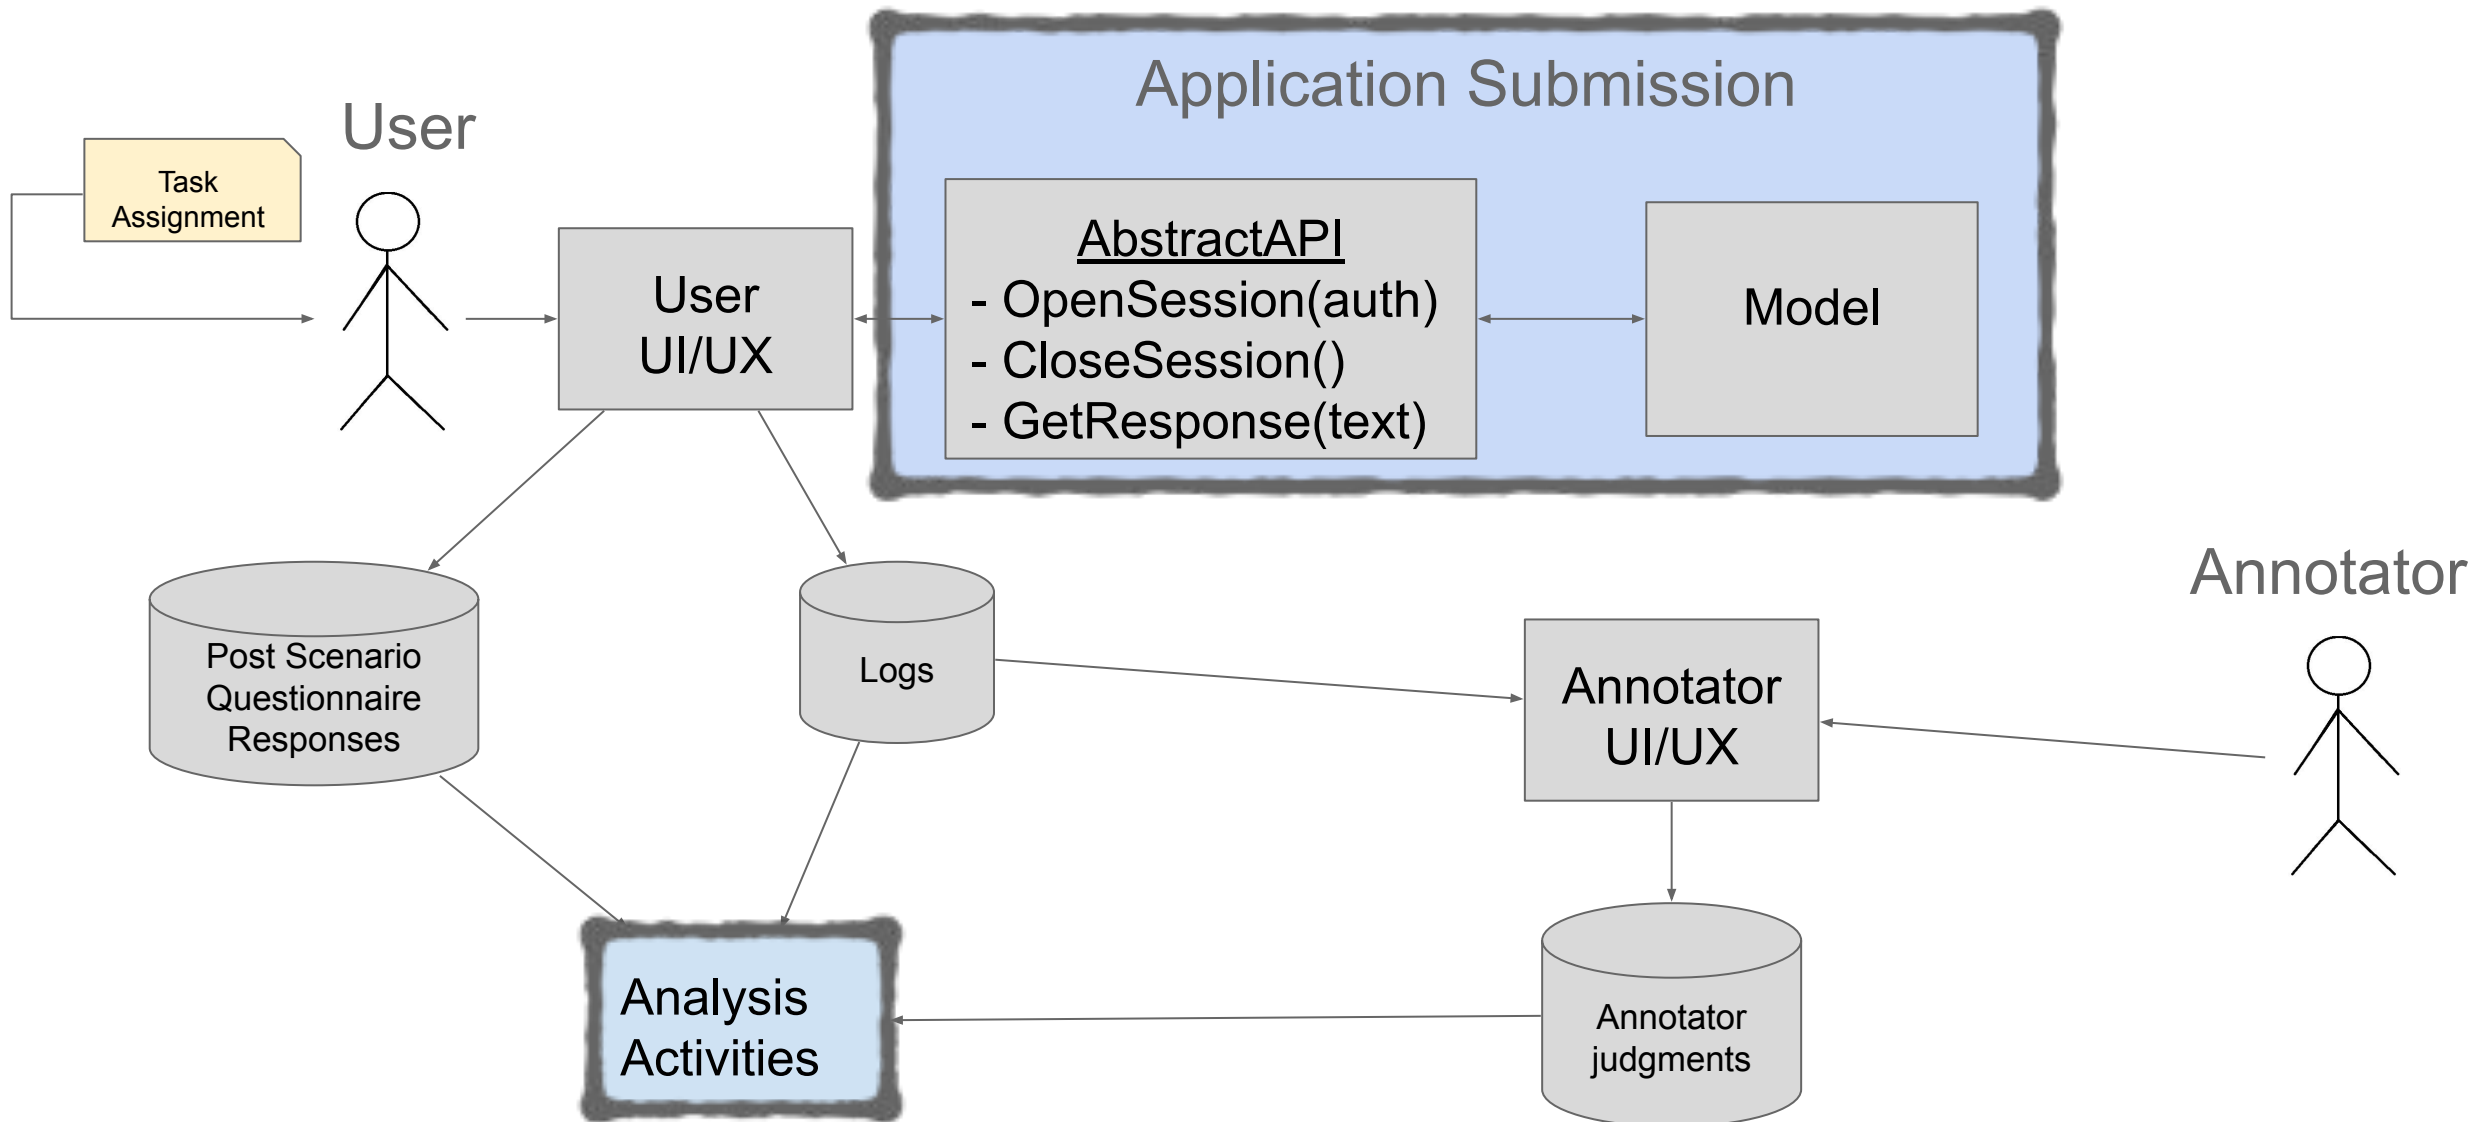 Application Submission
User
Task
Assignment
User
UI/UX
AbstractAPI
- OpenSession(auth)
- CloseSession()
- GetResponse(text)
Model
Annotator
Post Scenario
Questionnaire
Responses
Logs
Annotator
UI/UX
Analysis
Activities
Annotator
judgments